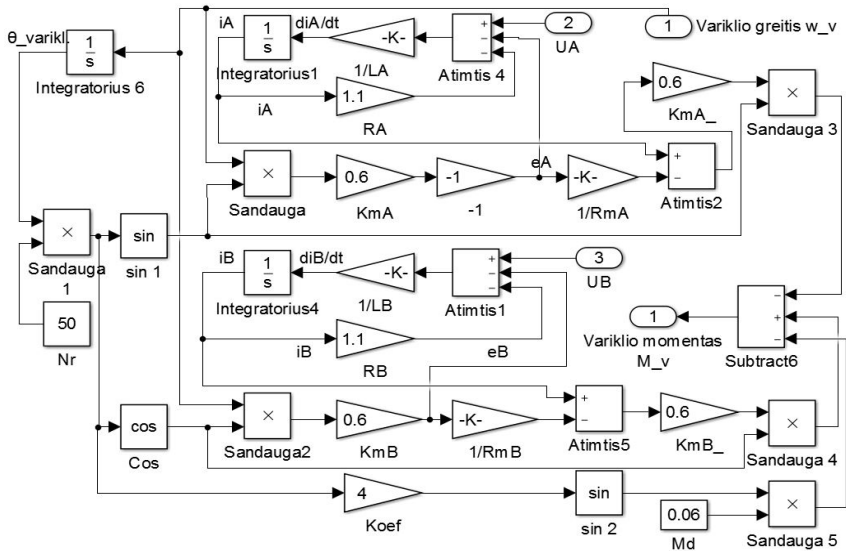 θ_varikl.
1
s
Integratorius 6
iA
1
s
Integratorius1
diA/dt
-K-
1/LA
+
−
−
Atimtis 4
2
UA
1
Variklio greitis w_v
iA
1.1
RA
0.6
KmA_
×
Sandauga 3
×
Sandauga
0.6
KmA
-1
-1
eA
-K-
1/RmA
+
−
Atimtis2
×
Sandauga
1
sin
sin 1
50
Nr
iB
1
s
Integratorius4
diB/dt
-K-
1/LB
+
−
−
Atimtis1
3
UB
iB
1.1
RB
eB
1
Variklio momentas
M_v
−
+
−
Subtract6
cos
Cos
×
Sandauga2
0.6
KmB
-K-
1/RmB
+
−
Atimtis5
0.6
KmB_
×
Sandauga 4
4
Koef
sin
sin 2
0.06
Md
×
Sandauga 5